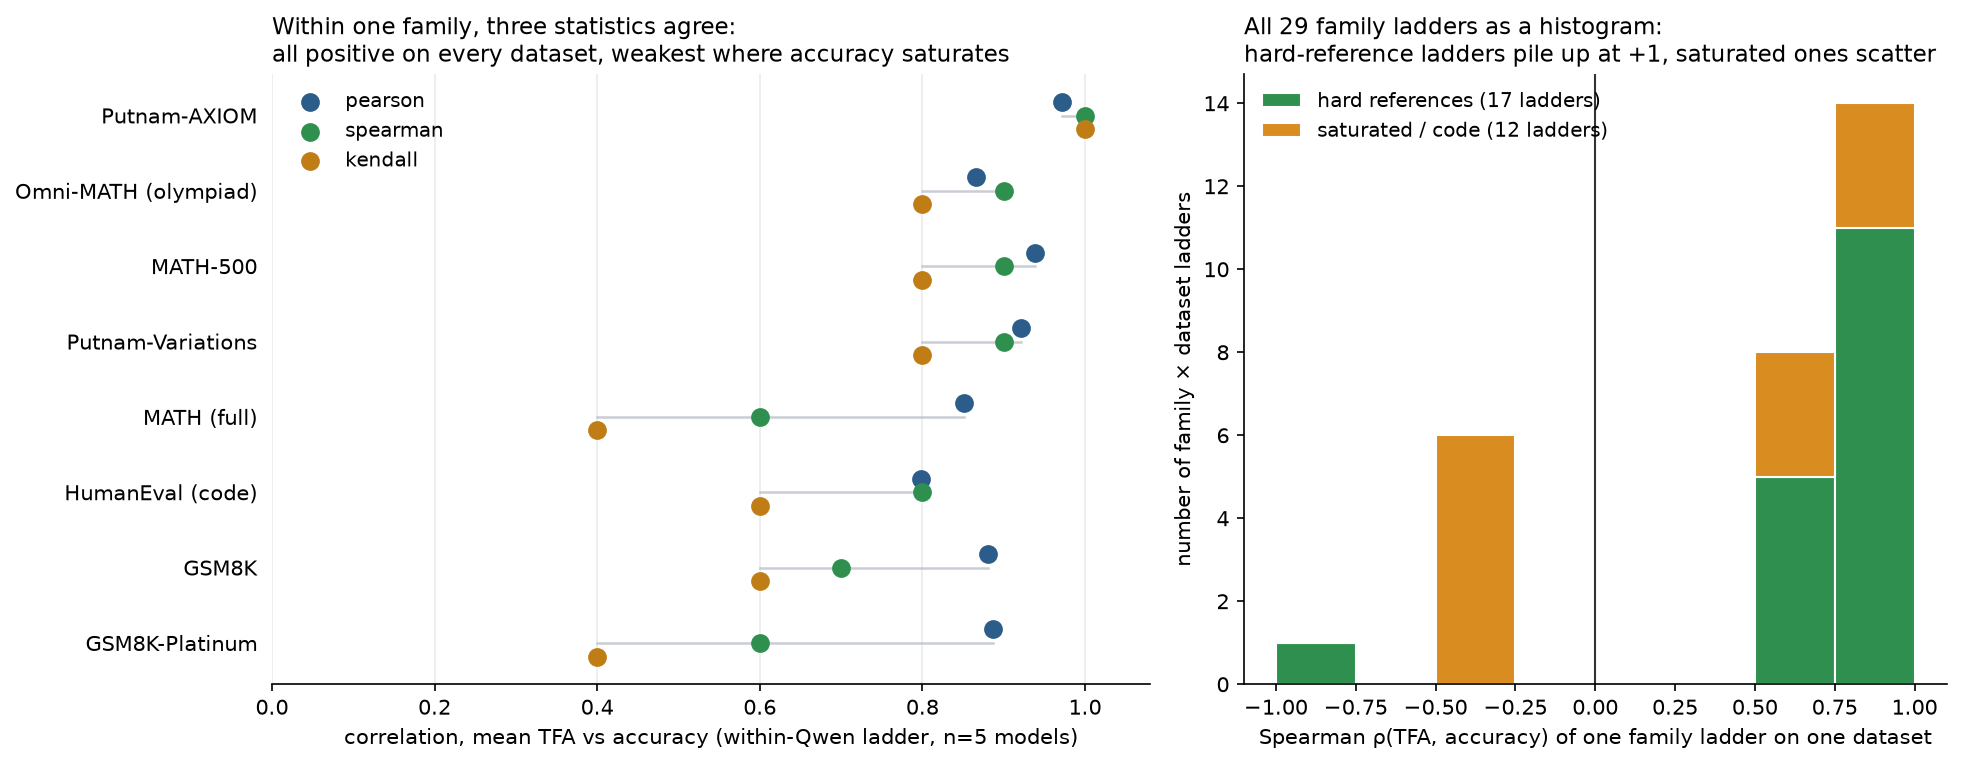 Within one family, three statistics agree:
all positive on every dataset, weakest where accuracy saturates
pearson
spearman
kendall
Putnam-AXIOM
Omni-MATH (olympiad)
MATH-500
Putnam-Variations
MATH (full)
HumanEval (code)
GSM8K
GSM8K-Platinum
0.0 0.2 0.4 0.6 0.8 1.0
correlation, mean TFA vs accuracy (within-Qwen ladder, n=5 models)
All 29 family ladders as a histogram:
hard-reference ladders pile up at +1, saturated ones scatter
hard references (17 ladders)
saturated / code (12 ladders)
number of family × dataset ladders
14
12
10
8
6
4
2
0
−1.00 −0.75 −0.50 −0.25 0.00 0.25 0.50 0.75 1.00
Spearman ρ(TFA, accuracy) of one family ladder on one dataset